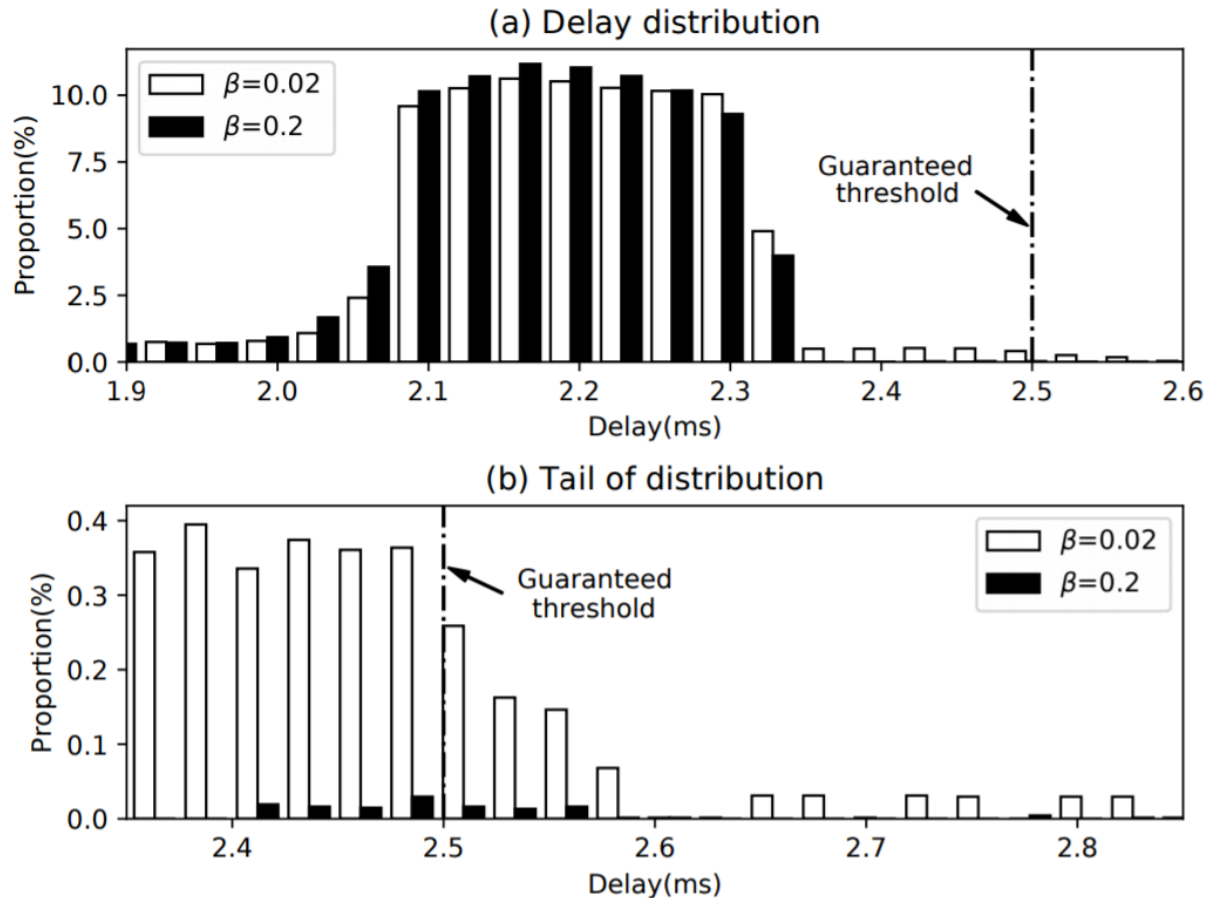 (a) Delay distribution
β=0.02
β=0.2
Guaranteed
threshold
Proportion(%)
10.0
7.5
5.0
2.5
0.0
1.9 2.0 2.1 2.2 2.3 2.4 2.5 2.6
Delay(ms)
(b) Tail of distribution
β=0.02
β=0.2
Guaranteed
threshold
Proportion(%)
0.4
0.3
0.2
0.1
0.0
2.4 2.5 2.6 2.7 2.8
Delay(ms)